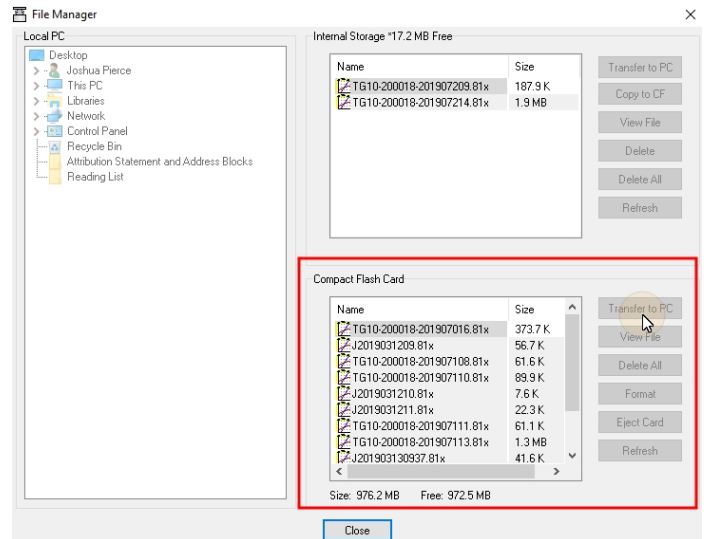 File Manager
Local PC
Desktop
Joshua Pierce
This PC
Libraries
Network
Control Panel
Recycle Bin
Attribution Statement and Address Blocks
Reading List
Internal Storage *17.2 MB Free
Name Size
TG10-200018-201907209.81x 187.9 K
TG10-200018-201907214.81x 1.9 MB
Transfer to PC
Copy to CF
View File
Delete
Delete All
Refresh
Compact Flash Card
Name Size
TG10-200018-201907016.81x 373.7 K
J2019031209.81x 56.7 K
TG10-200018-201907108.81x 61.6 K
TG10-200018-201907110.81x 89.9 K
J2019031210.81x 7.6 K
J2019031211.81x 22.3 K
TG10-200018-201907111.81x 61.1 K
TG10-200018-201907113.81x 1.3 MB
J201903130937.81x 41.6 K
Size: 976.2 MB Free: 972.5 MB
Transfer to PC
View File
Delete All
Format
Eject Card
Refresh
Close